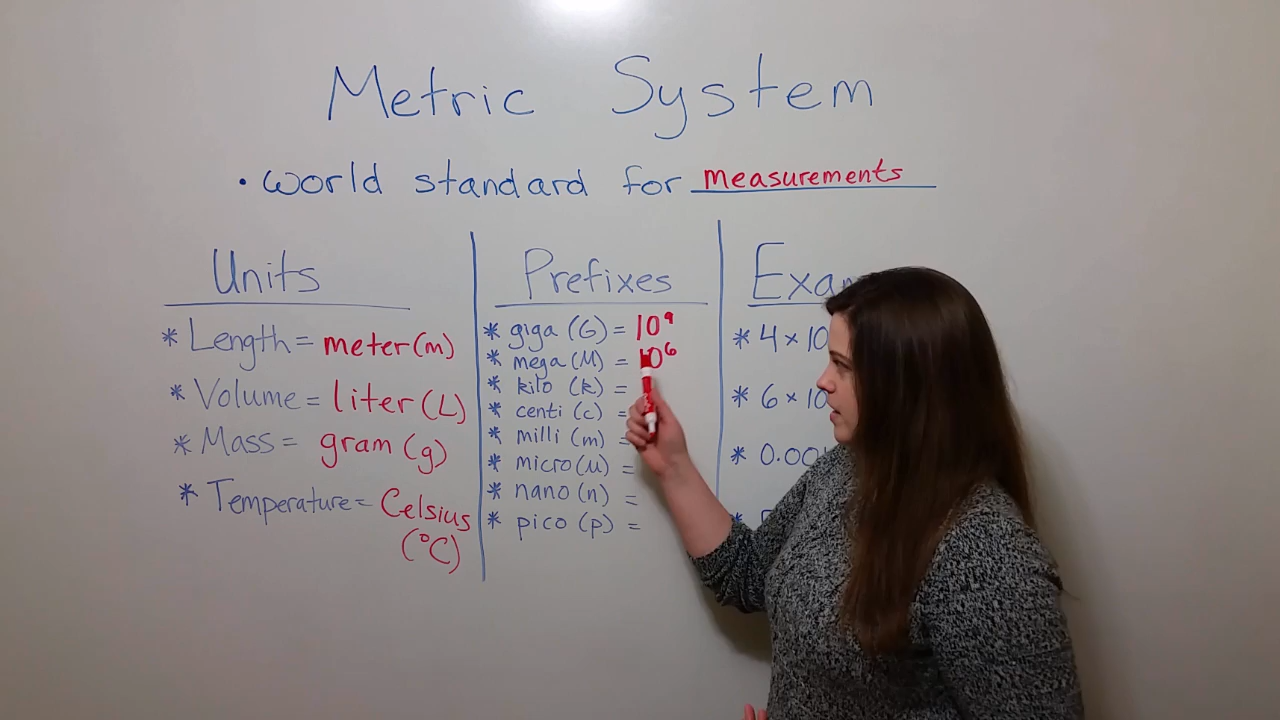 Metric System
• world standard for measurements
Units
* Length = meter (m)
* Volume = liter (L)
* Mass = gram (g)
* Temperature = Celsius
(°C)
Prefixes
* giga (G) = 10⁹
* mega (M) = 10⁶
* kilo (k) =
* centi (c) =
* milli (m) =
* micro (μ) =
* nano (n) =
* pico (p) =
Exam
* 4 × 10
* 6 × 10
* 0.00
*